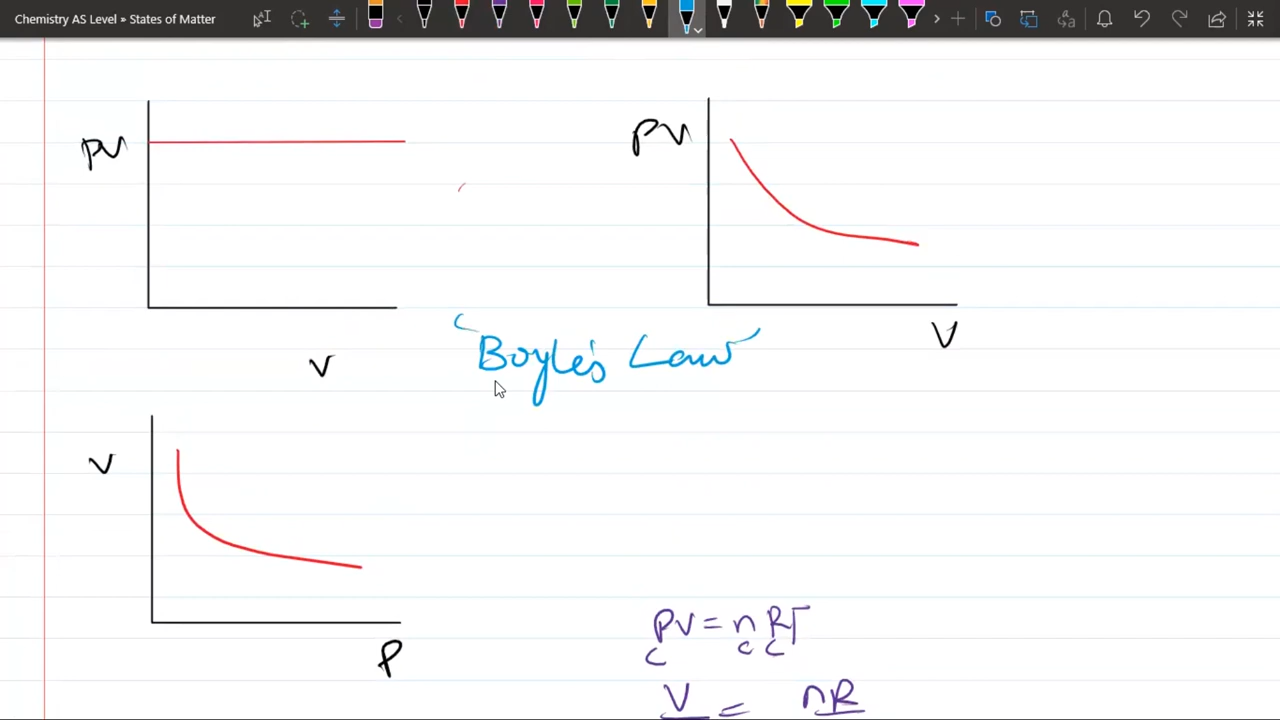 Chemistry AS Level » States of Matter
PV
PV
V
V
"Boyle's Law"
V
P
PV = nRT
c c c
V = nR